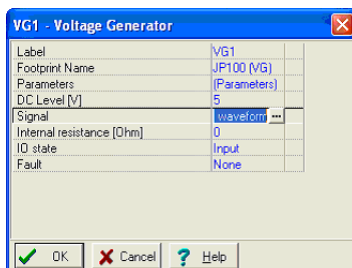 VG1 - Voltage Generator
Label VG1
Footprint Name JP100 (VG)
Parameters (Parameters)
DC Level [V] 5
Signal waveform ...
Internal resistance [Ohm] 0
IO state Input
Fault None
OK Cancel ? Help